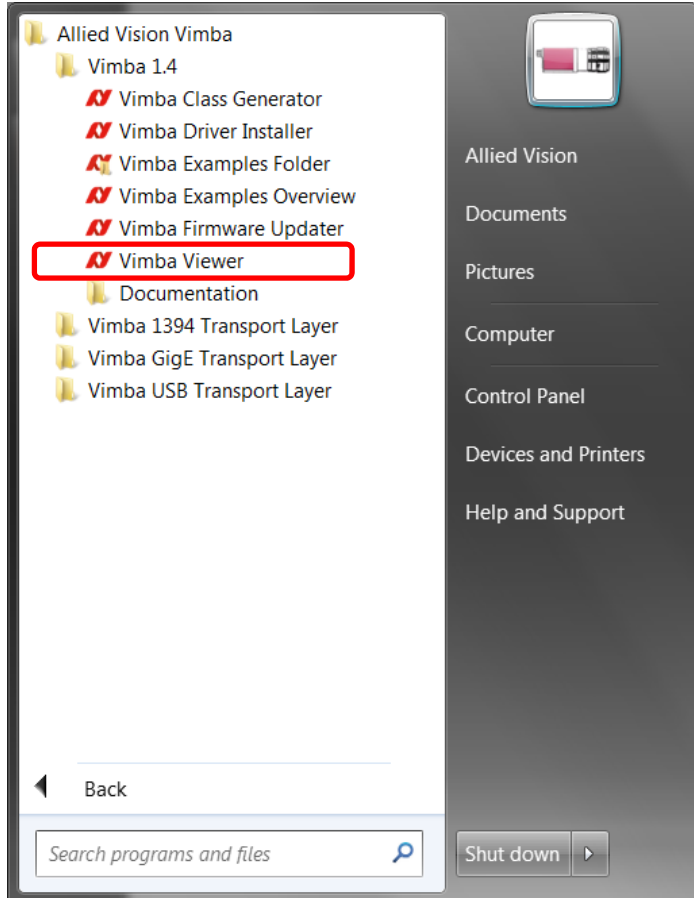 Allied Vision Vimba
Vimba 1.4
Vimba Class Generator
Vimba Driver Installer
Vimba Examples Folder
Vimba Examples Overview
Vimba Firmware Updater
Vimba Viewer
Documentation
Vimba 1394 Transport Layer
Vimba GigE Transport Layer
Vimba USB Transport Layer
Back
Search programs and files
Allied Vision
Documents
Pictures
Computer
Control Panel
Devices and Printers
Help and Support
Shut down